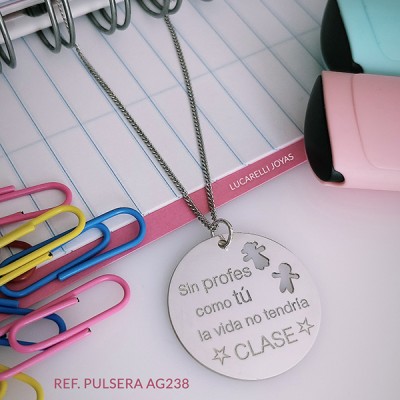 LUCARELLI JOYAS
Sin profes
como tú
la vida no tendría
CLASE
REF. PULSERA AG238